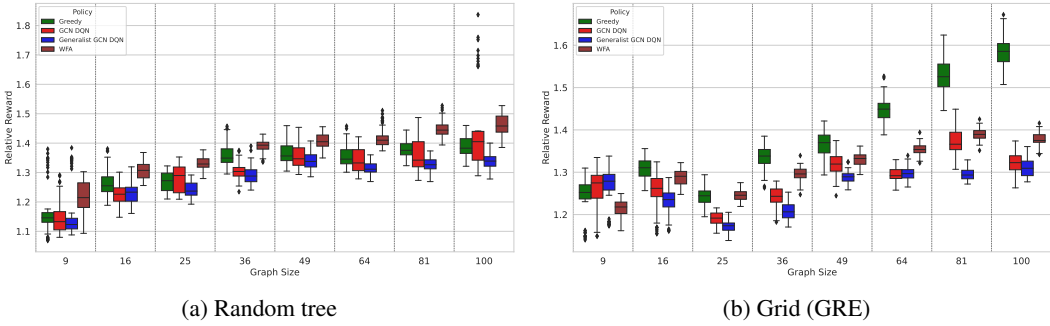 Policy
Greedy
GCN DQN
Generalist GCN DQN
WFA
1.8
1.7
1.6
1.5
1.4
1.3
1.2
1.1
Relative Reward
9 16 25 36 49 64 81 100
Graph Size
(a) Random tree
Policy
Greedy
GCN DQN
Generalist GCN DQN
WFA
1.6
1.5
1.4
1.3
1.2
Relative Reward
9 16 25 36 49 64 81 100
Graph Size
(b) Grid (GRE)